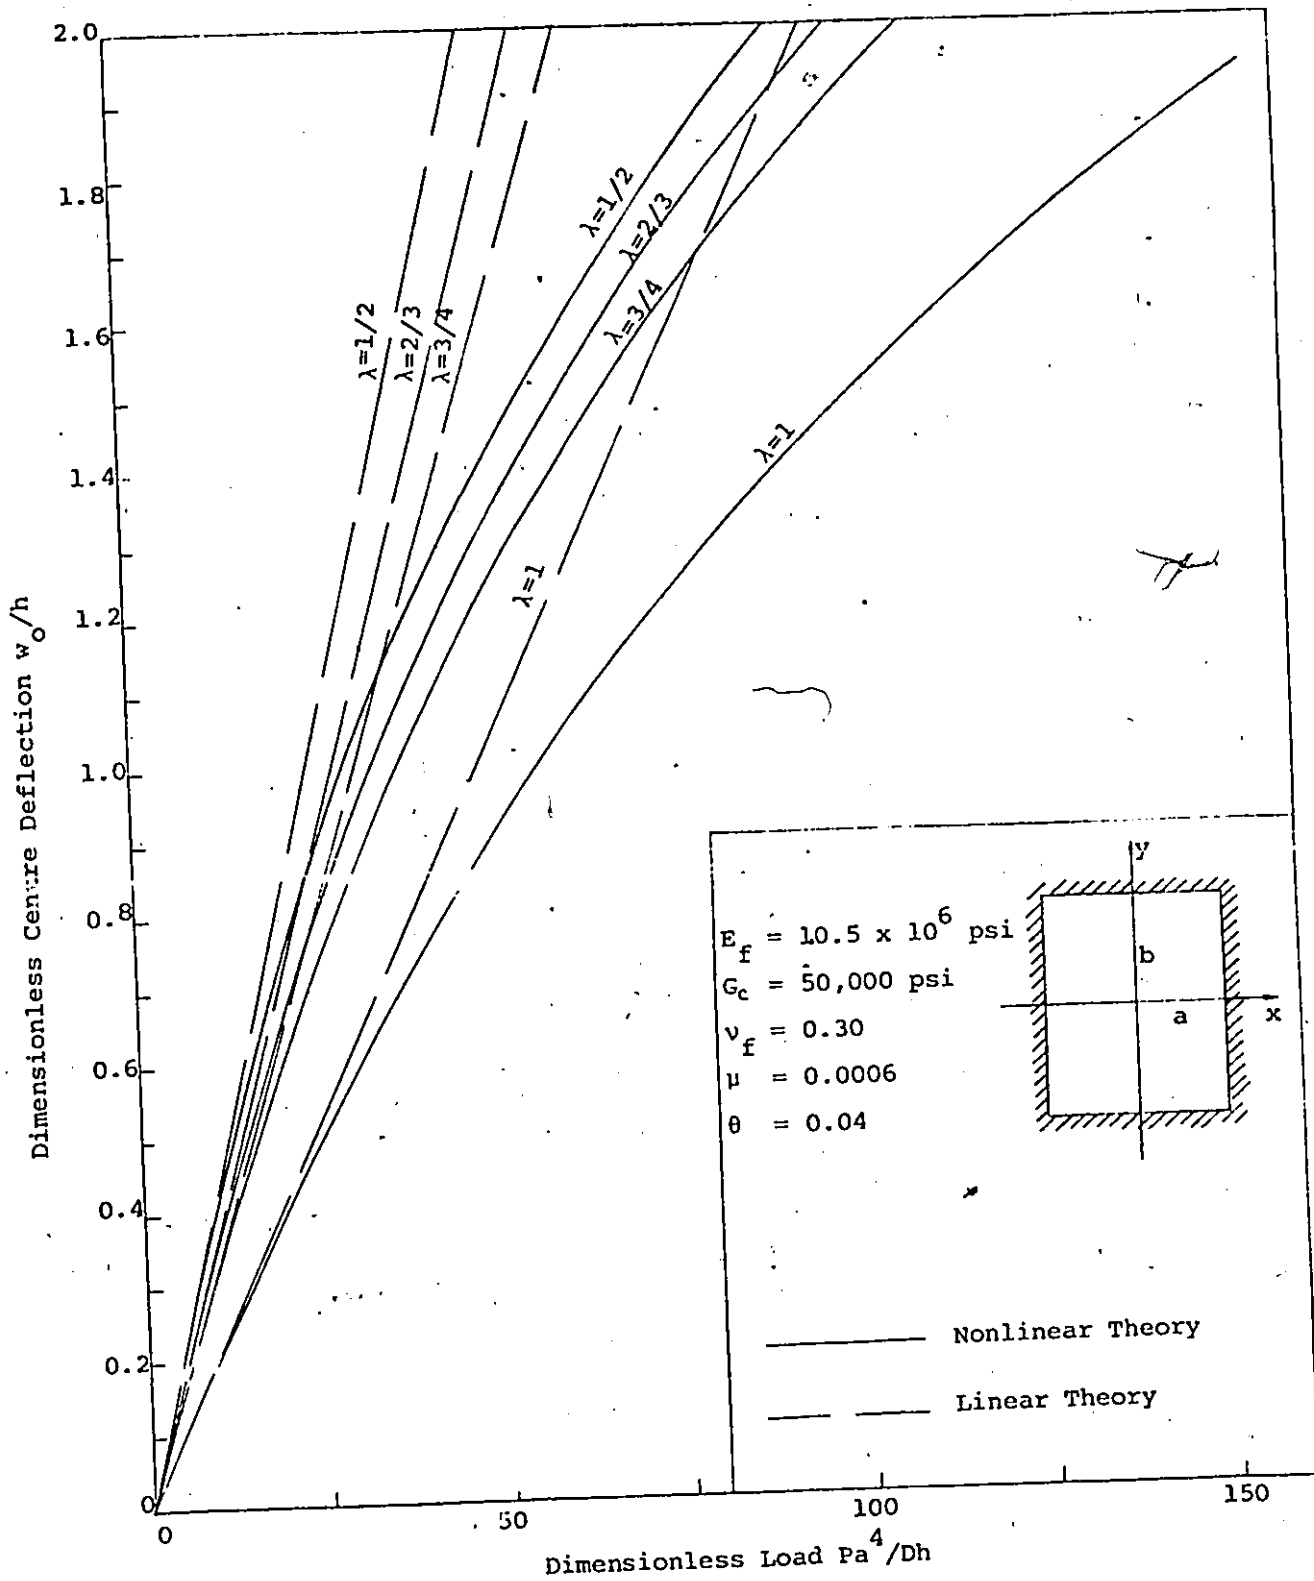 2.0
1.8
1.6
1.4
1.2
1.0
0.8
0.6
0.4
0.2
0
Dimensionless Centre Deflection w_o/h
λ=1/2
λ=2/3
λ=3/4
λ=1
λ=1/2
λ=2/3
λ=3/4
λ=1
E_f = 10.5 x 10^6 psi
G_c = 50,000 psi
ν_f = 0.30
μ = 0.0006
θ = 0.04
y
b
a
x
Nonlinear Theory
Linear Theory
0 50 100 150
Dimensionless Load Pa^4/Dh